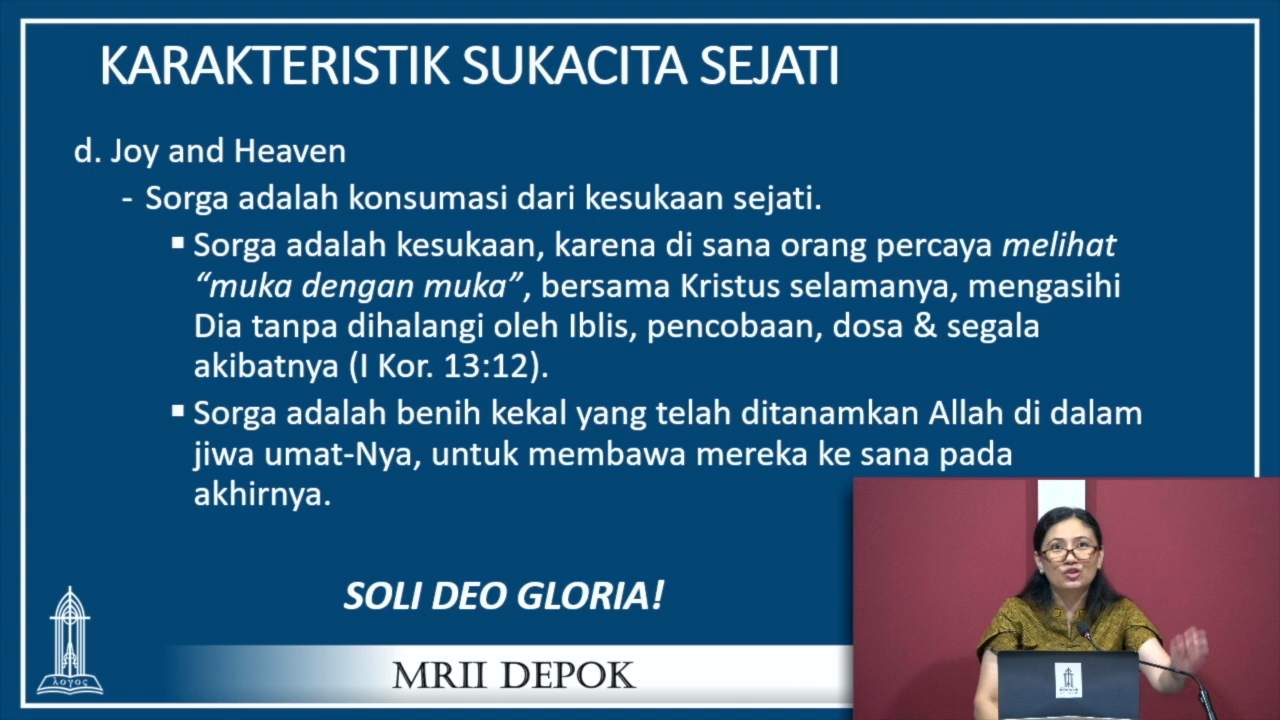 KARAKTERISTIK SUKACITA SEJATI
d. Joy and Heaven
- Sorga adalah konsumasi dari kesukaan sejati.
▪ Sorga adalah kesukaan, karena di sana orang percaya melihat
“muka dengan muka”, bersama Kristus selamanya, mengasihi
Dia tanpa dihalangi oleh Iblis, pencobaan, dosa & segala
akibatnya (I Kor. 13:12).
▪ Sorga adalah benih kekal yang telah ditanamkan Allah di dalam
jiwa umat-Nya, untuk membawa mereka ke sana pada
akhirnya.
SOLI DEO GLORIA!
λογος
MRII DEPOK